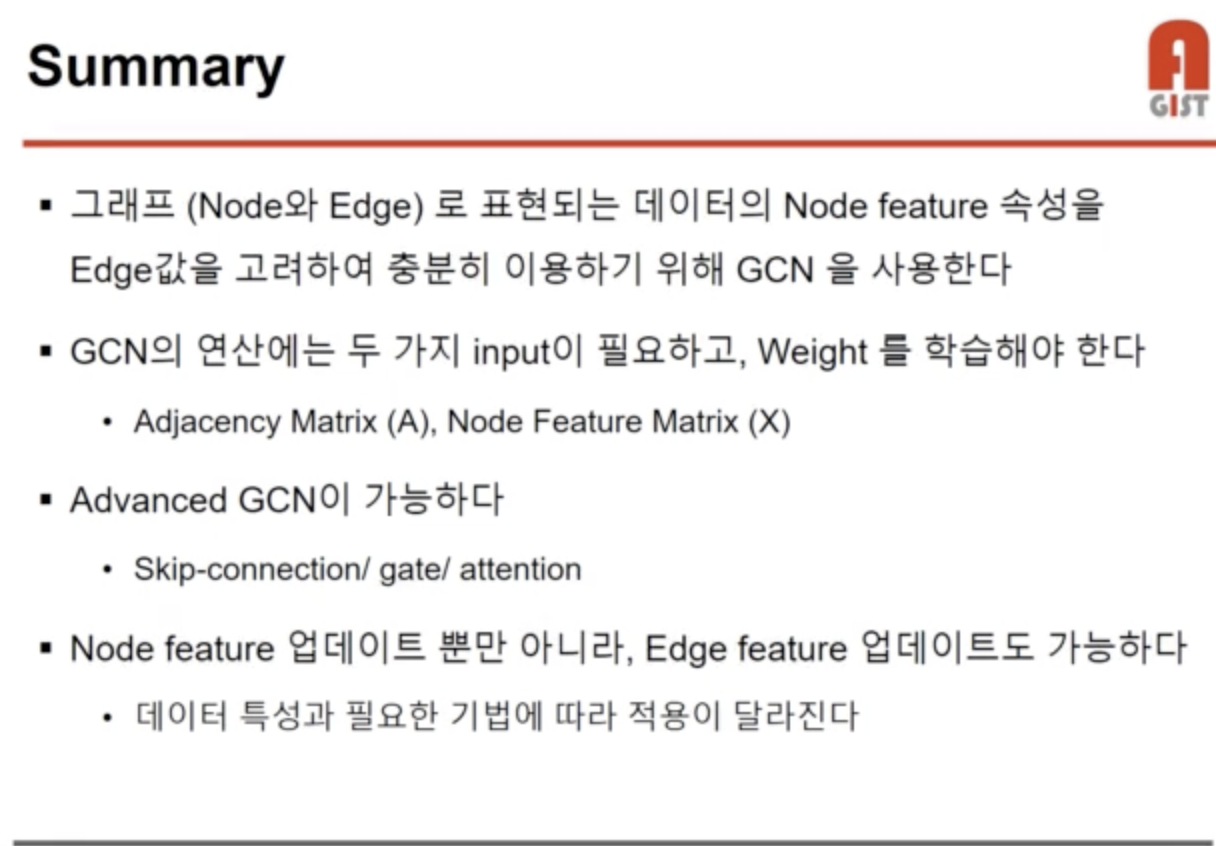 Summary
GIST
▪ 그래프 (Node와 Edge) 로 표현되는 데이터의 Node feature 속성을
Edge값을 고려하여 충분히 이용하기 위해 GCN 을 사용한다
▪ GCN의 연산에는 두 가지 input이 필요하고, Weight 를 학습해야 한다
• Adjacency Matrix (A), Node Feature Matrix (X)
▪ Advanced GCN이 가능하다
• Skip-connection/ gate/ attention
▪ Node feature 업데이트 뿐만 아니라, Edge feature 업데이트도 가능하다
• 데이터 특성과 필요한 기법에 따라 적용이 달라진다